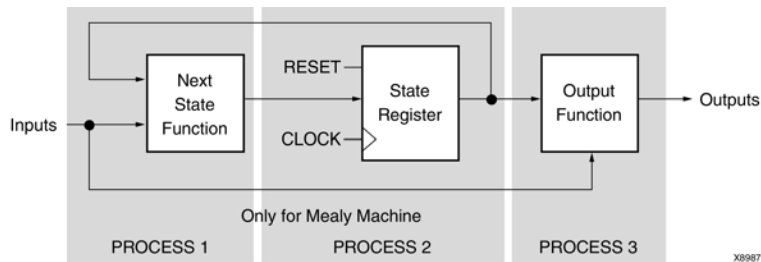 RESET
Next
State
Function
State
Register
Output
Function
Outputs
Inputs
CLOCK
Only for Mealy Machine
PROCESS 1
PROCESS 2
PROCESS 3
X8987